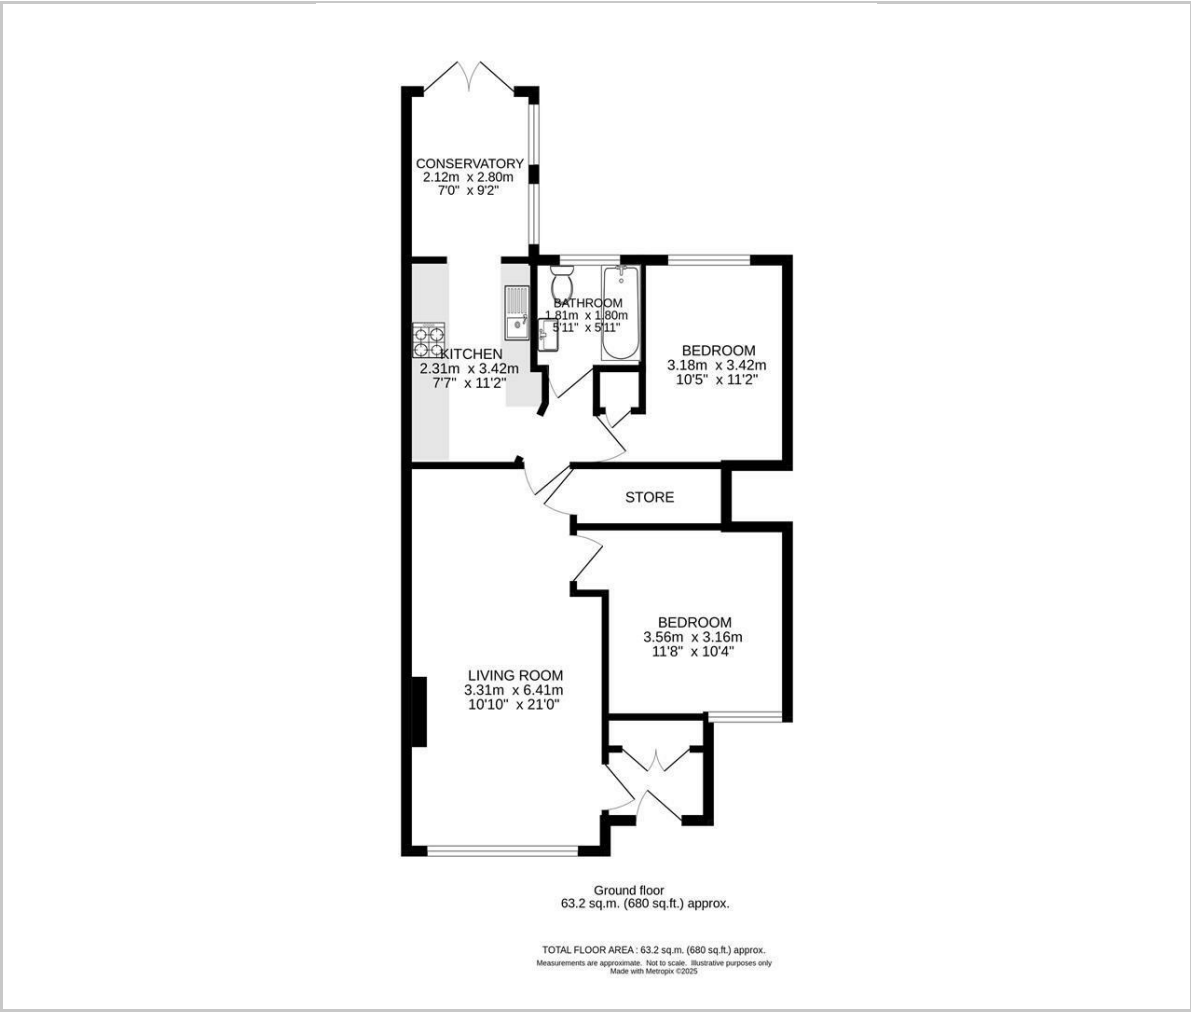 CONSERVATORY
2.12m x 2.80m
7'0" x 9'2"
BATHROOM
1.81m x 1.80m
5'11" x 5'11"
KITCHEN
2.31m x 3.42m
7'7" x 11'2"
BEDROOM
3.18m x 3.42m
10'5" x 11'2"
STORE
BEDROOM
3.56m x 3.16m
11'8" x 10'4"
LIVING ROOM
3.31m x 6.41m
10'10" x 21'0"
Ground floor
63.2 sq.m. (680 sq.ft.) approx.
TOTAL FLOOR AREA : 63.2 sq.m. (680 sq.ft.) approx.
Measurements are approximate. Not to scale. Illustrative purposes only
Made with Metropix ©2025